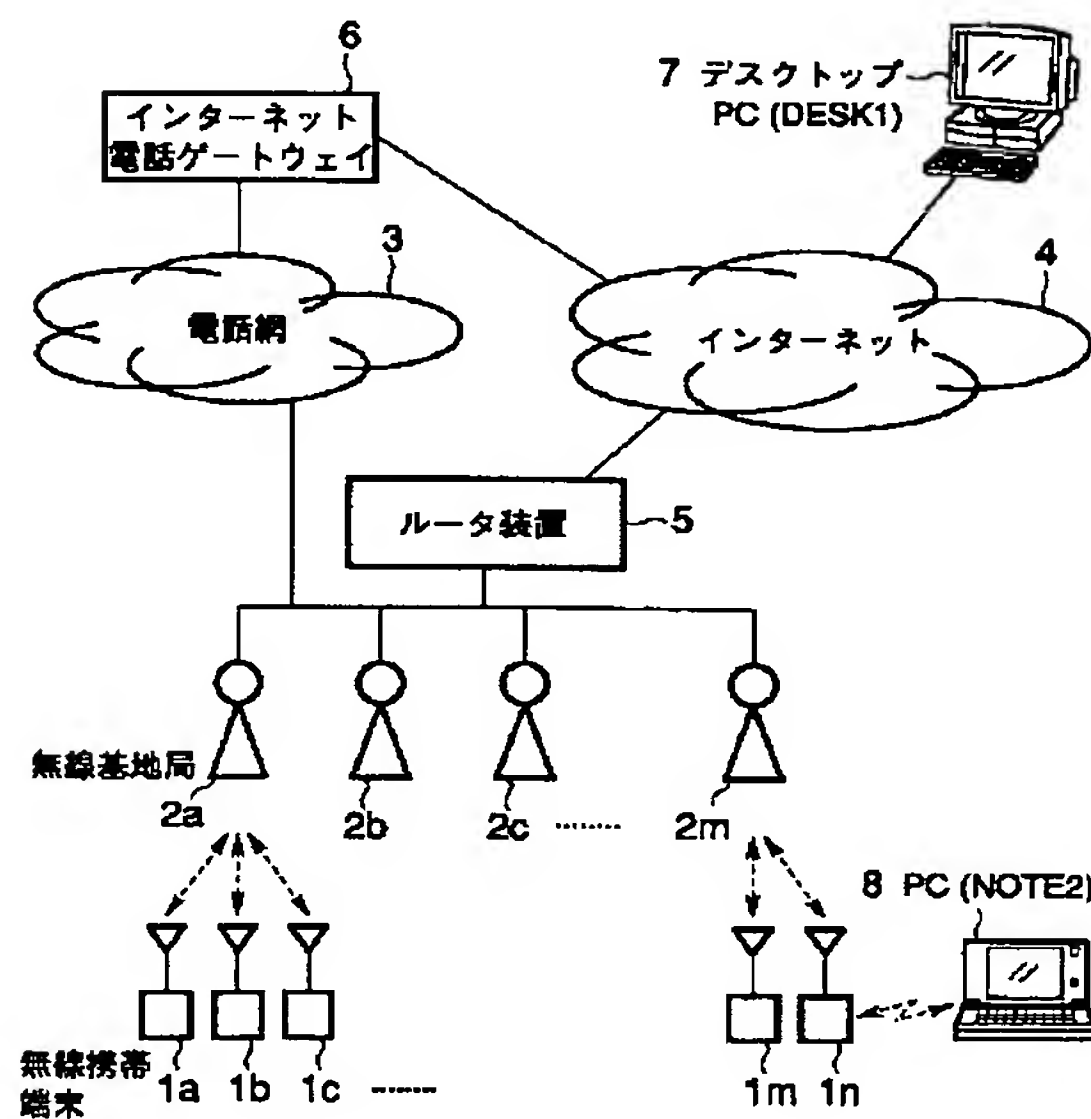 6
インターネット
電話ゲートウェイ
7 デスクトップ
PC (DESK1)
3
電話網
4
インターネット
ルータ装置
5
無線基地局
2a
2b
2c
........
2m
8 PC (NOTE2)
無線携帯
端末
1a
1b
1c
........
1m
1n